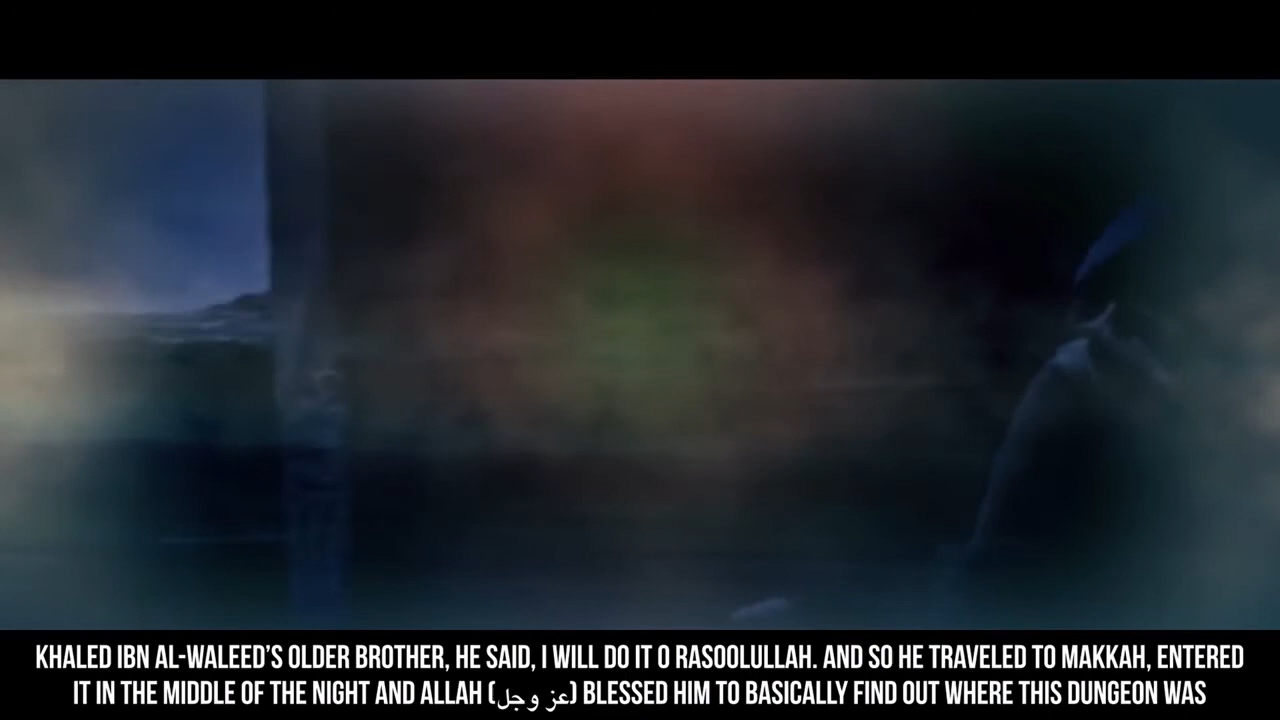 KHALED IBN AL-WALEED’S OLDER BROTHER, HE SAID, I WILL DO IT O RASOOLULLAH. AND SO HE TRAVELED TO MAKKAH, ENTERED
IT IN THE MIDDLE OF THE NIGHT AND ALLAH (عز وجل) BLESSED HIM TO BASICALLY FIND OUT WHERE THIS DUNGEON WAS